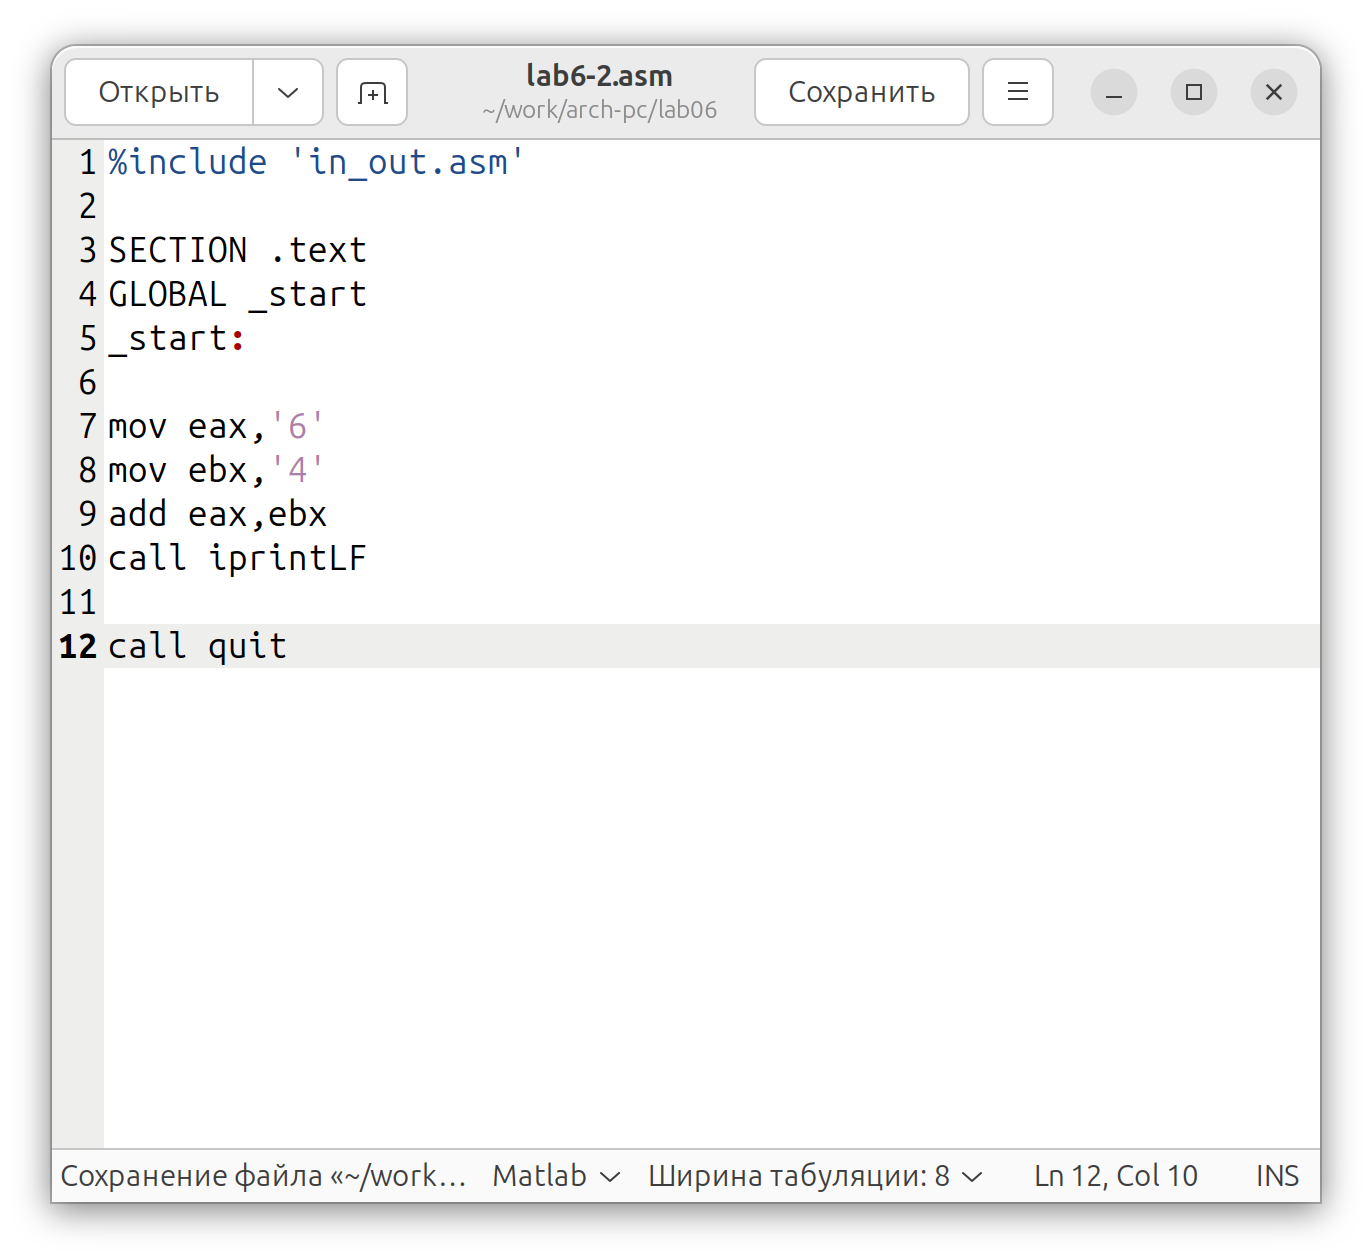 Открыть
lab6-2.asm
~/work/arch-pc/lab06
Сохранить
1 %include 'in_out.asm'
2
3 SECTION .text
4 GLOBAL _start
5 _start:
6
7 mov eax,'6'
8 mov ebx,'4'
9 add eax,ebx
10 call iprintLF
11
12 call quit
Сохранение файла «~/work… Matlab Ширина табуляции: 8 Ln 12, Col 10 INS